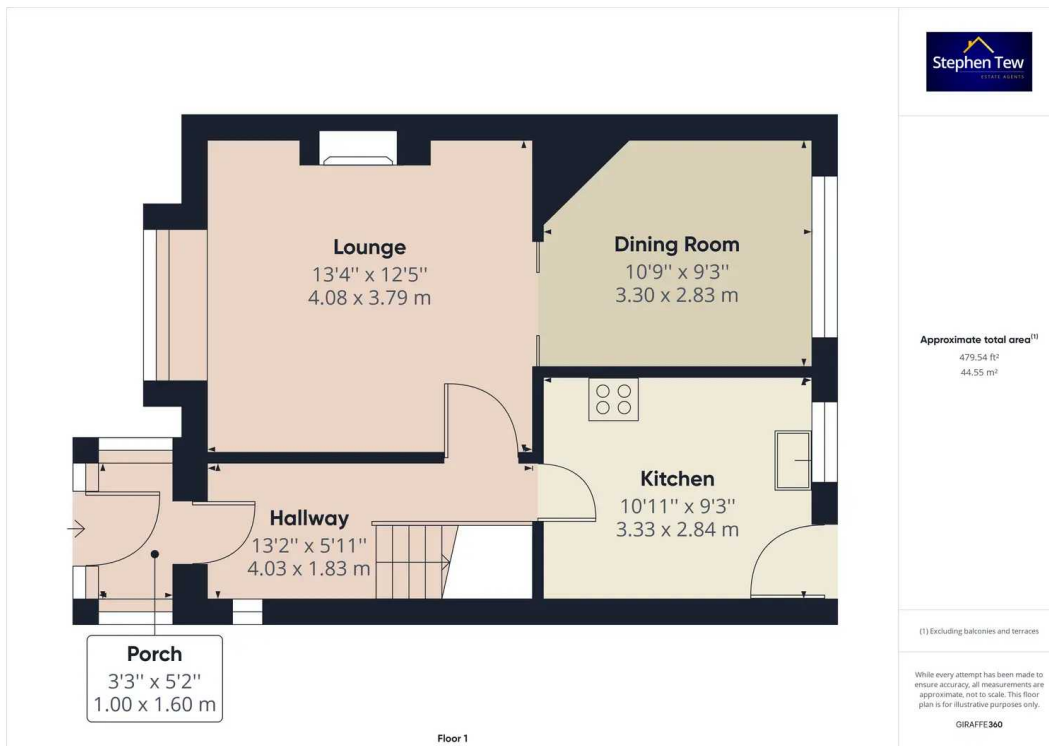 Stephen Tew
ESTATE AGENTS
Lounge
13'4'' x 12'5''
4.08 x 3.79 m
Dining Room
10'9'' x 9'3''
3.30 x 2.83 m
Approximate total area(1)
479.54 ft²
44.55 m²
Kitchen
10'11'' x 9'3''
3.33 x 2.84 m
Hallway
13'2'' x 5'11''
4.03 x 1.83 m
Porch
3'3'' x 5'2''
1.00 x 1.60 m
(1) Excluding balconies and terraces
While every attempt has been made to
ensure accuracy, all measurements are
approximate, not to scale. This floor
plan is for illustrative purposes only.
GIRAFFE360
Floor 1